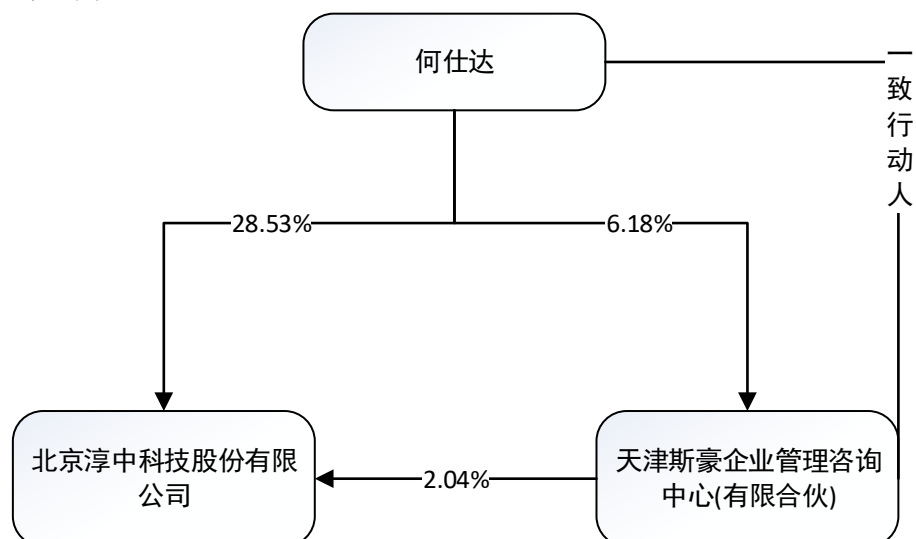 何仕达
一致行动人
28.53%
6.18%
北京淳中科技股份有限
公司
2.04%
天津斯豪企业管理咨询
中心(有限合伙)